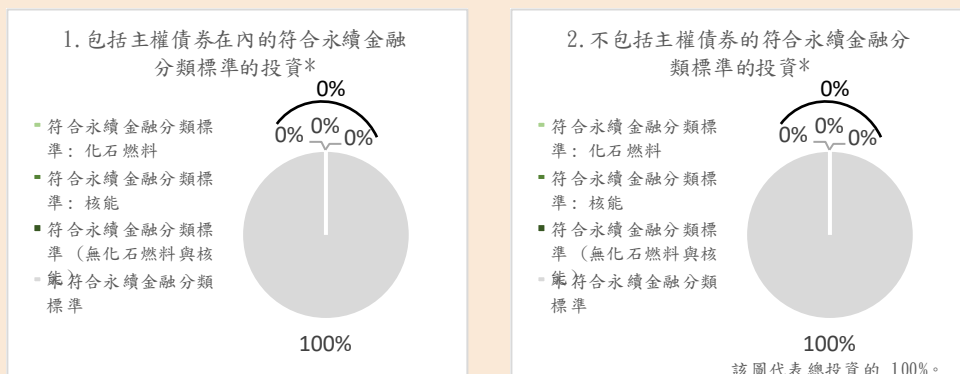 1.包括主權債券在內的符合永續金融
分類標準的投資*
0%
0% 0% 0%
符合永續金融分類標
準：化石燃料
符合永續金融分類標
準：核能
符合永續金融分類標
準（無化石燃料與核
能）
未符合永續金融分類
標準
100%
2.不包括主權債券的符合永續金融分
類標準的投資*
0%
0% 0% 0%
符合永續金融分類標
準：化石燃料
符合永續金融分類標
準：核能
符合永續金融分類標
準（無化石燃料與核
能）
未符合永續金融分類
標準
100%
該圖代表總投資的 100%。